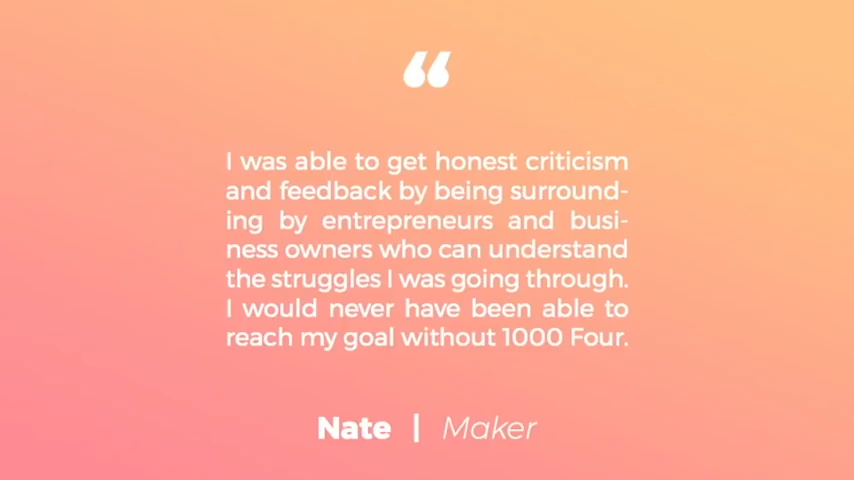 “
I was able to get honest criticism
and feedback by being surround-
ing by entrepreneurs and busi-
ness owners who can understand
the struggles I was going through.
I would never have been able to
reach my goal without 1000 Four.
Nate | Maker